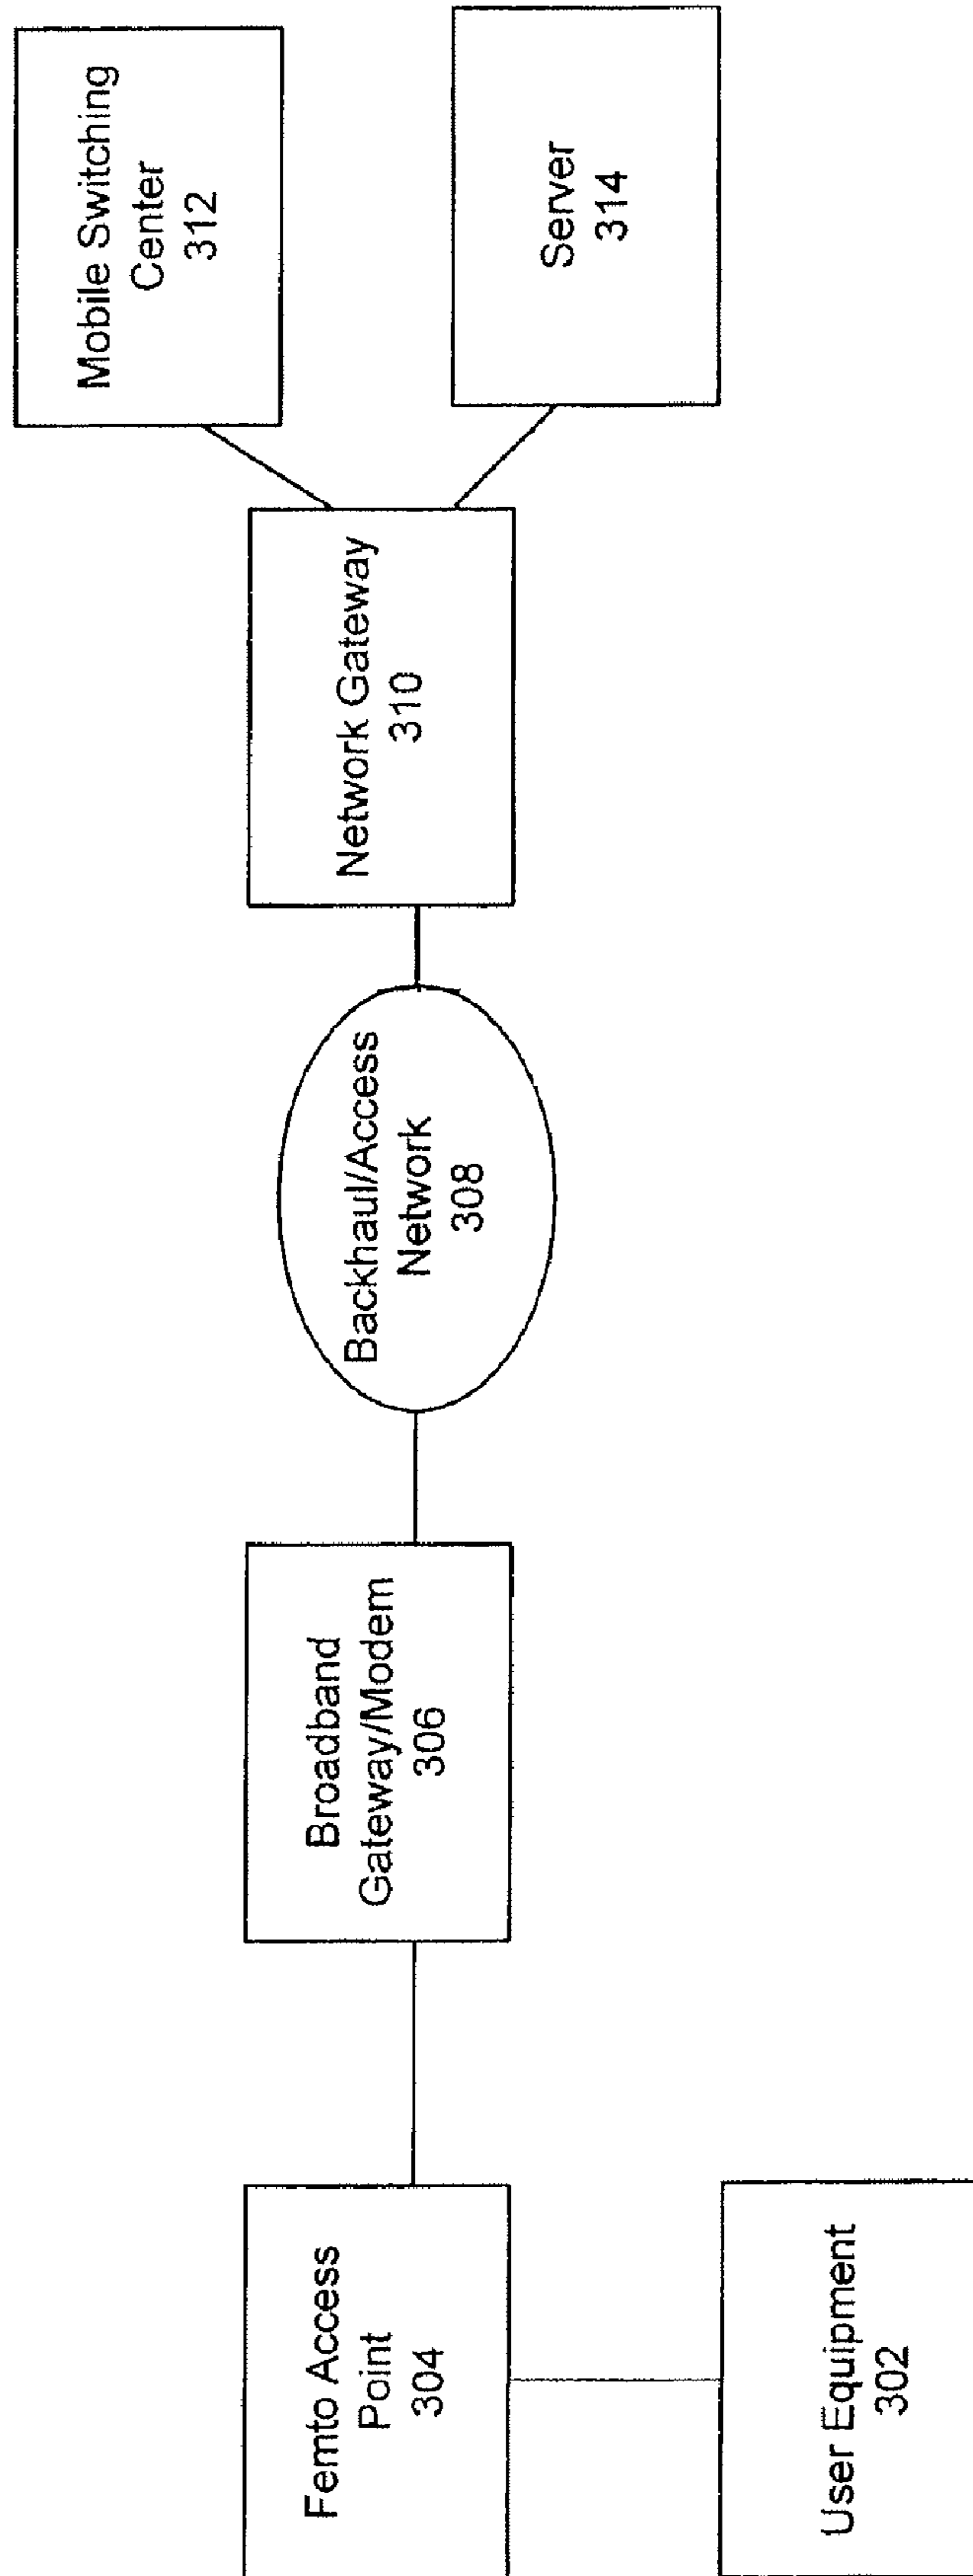 Mobile Switching
Center
312
Server
314
Network Gateway
310
Backhaul/Access
Network
308
Broadband
Gateway/Modem
306
Femto Access
Point
304
User Equipment
302